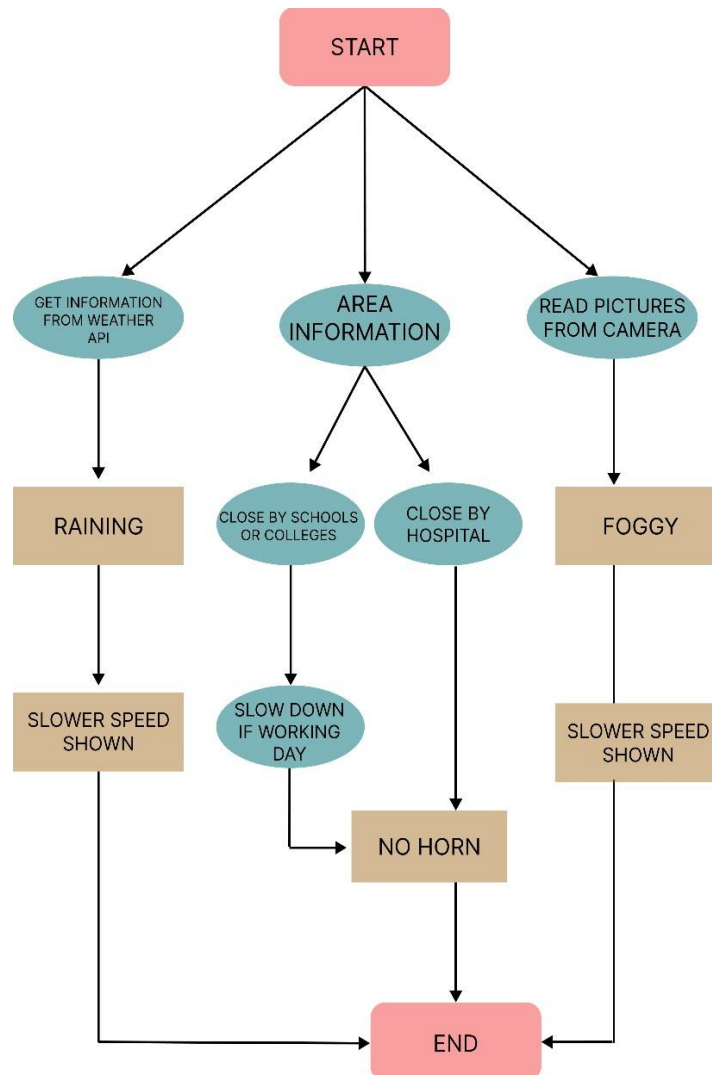 START
GET INFORMATION
FROM WEATHER
API
AREA
INFORMATION
READ PICTURES
FROM CAMERA
RAINING
CLOSE BY SCHOOLS
OR COLLEGES
CLOSE BY
HOSPITAL
FOGGY
SLOWER SPEED
SHOWN
SLOW DOWN
IF WORKING
DAY
SLOWER SPEED
SHOWN
NO HORN
END